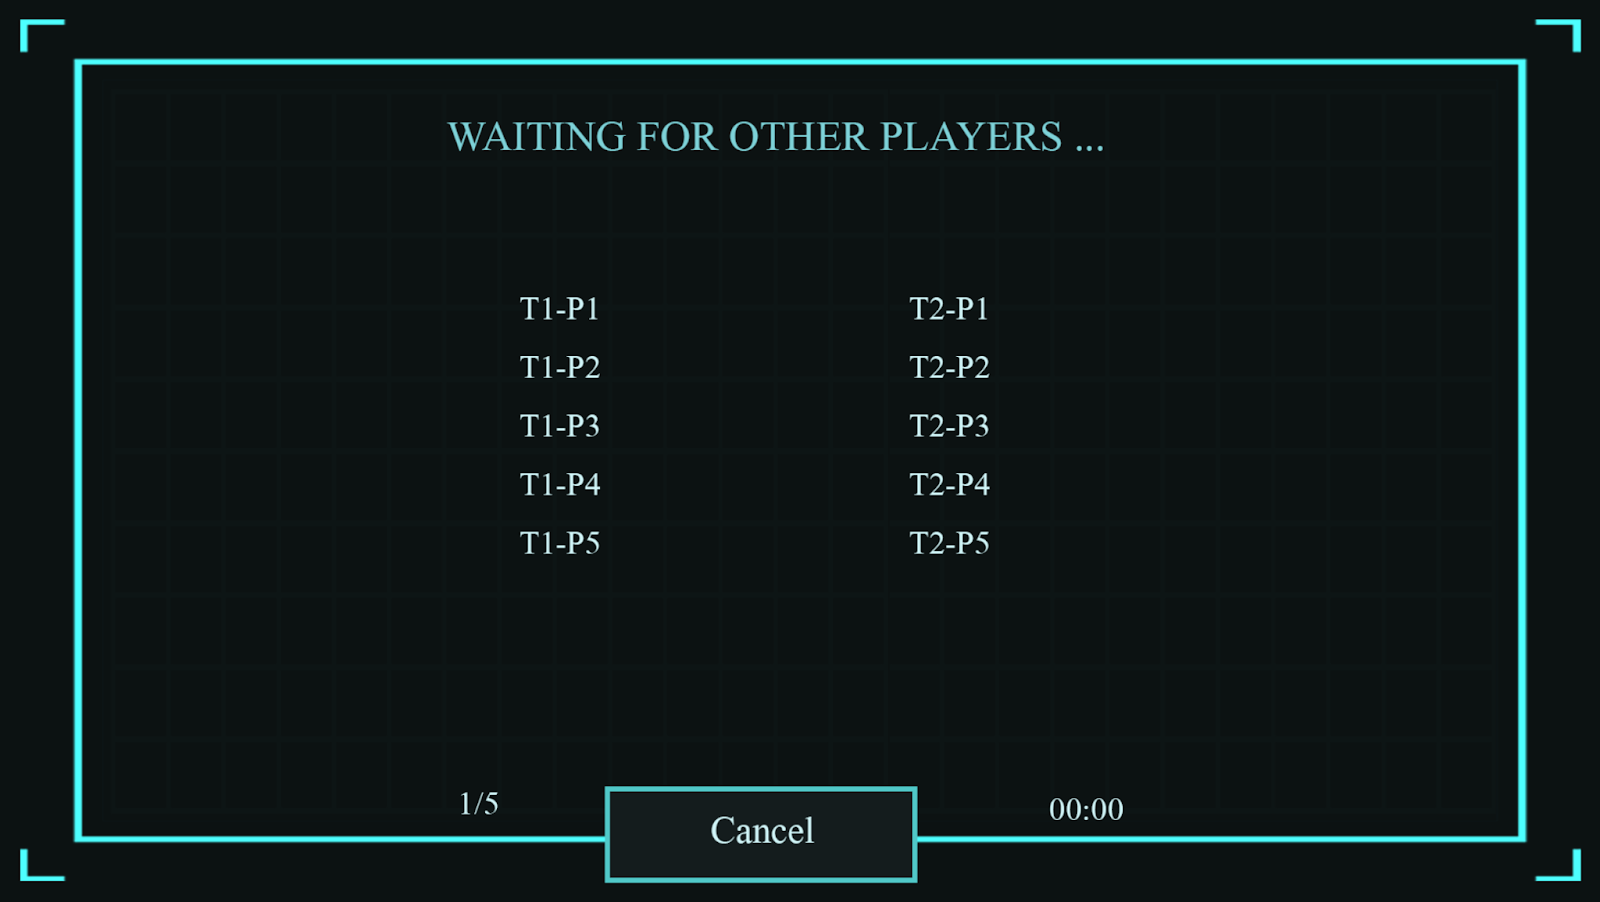 WAITING FOR OTHER PLAYERS ...
T1-P1 T2-P1
T1-P2 T2-P2
T1-P3 T2-P3
T1-P4 T2-P4
T1-P5 T2-P5
1/5 Cancel 00:00